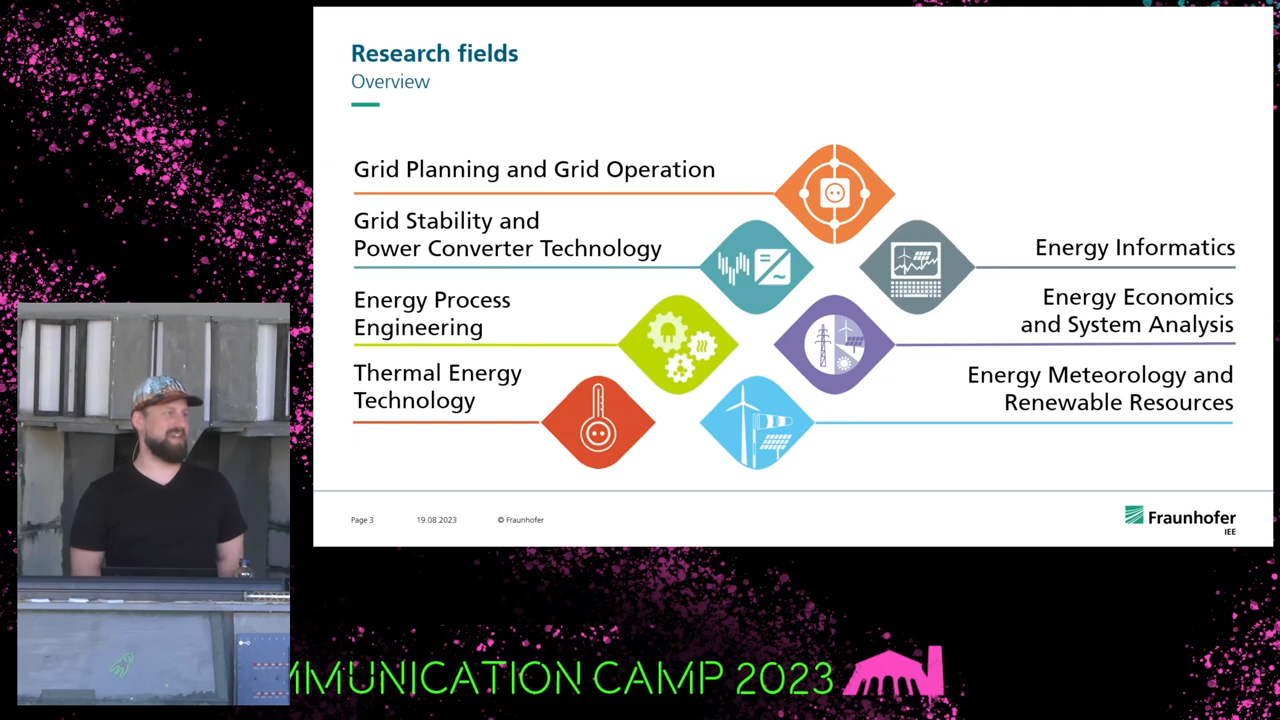 Research fields
Overview
Grid Planning and Grid Operation
Grid Stability and
Power Converter Technology
Energy Process
Engineering
Thermal Energy
Technology
Energy Informatics
Energy Economics
and System Analysis
Energy Meteorology and
Renewable Resources
Page 3
19.08.2023
© Fraunhofer
Fraunhofer
IEE
MMUNICATION CAMP 2023